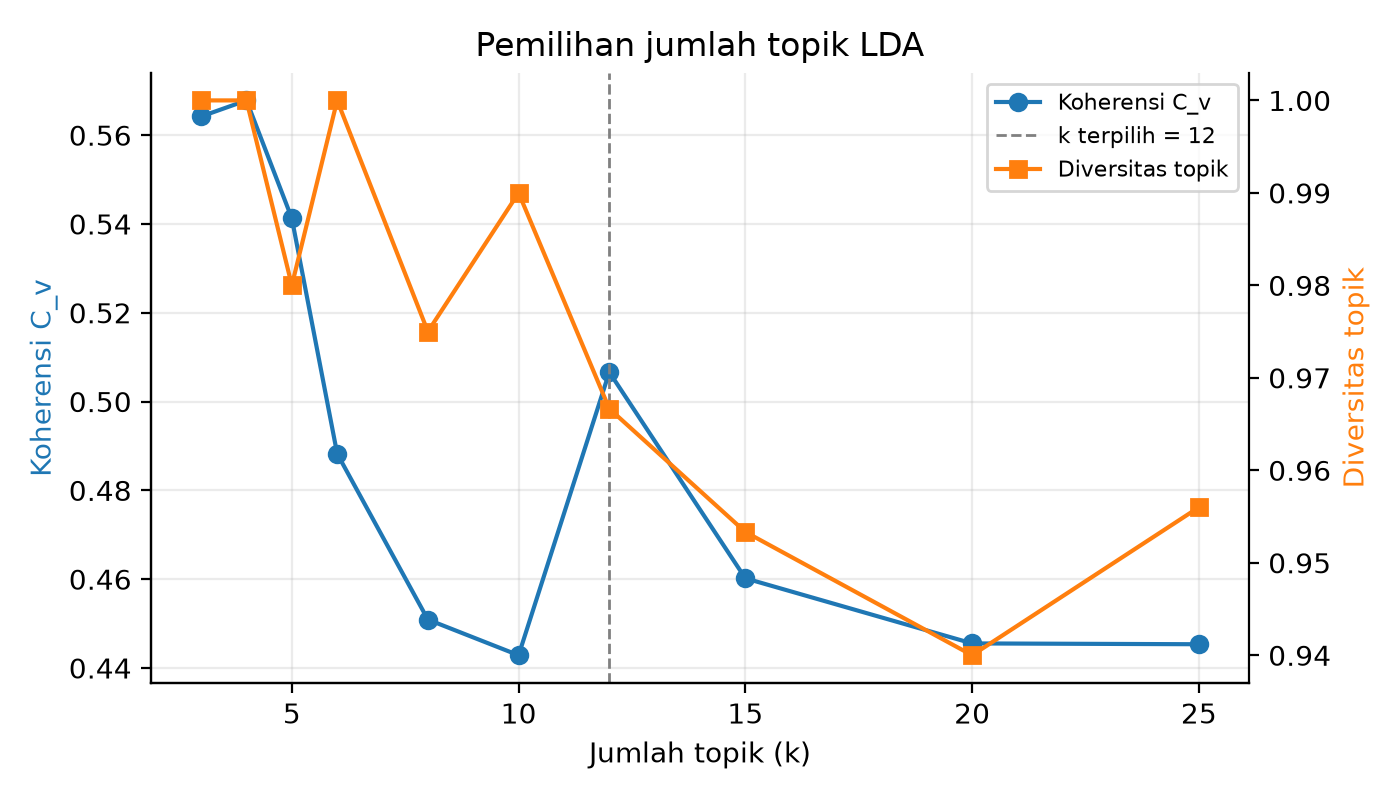 Pemilihan jumlah topik LDA
Koherensi C_v
k terpilih = 12
Diversitas topik
Koherensi C_v
0.56
0.54
0.52
0.50
0.48
0.46
0.44
1.00
0.99
0.98
0.97
0.96
0.95
0.94
Diversitas topik
5
10
15
20
25
Jumlah topik (k)